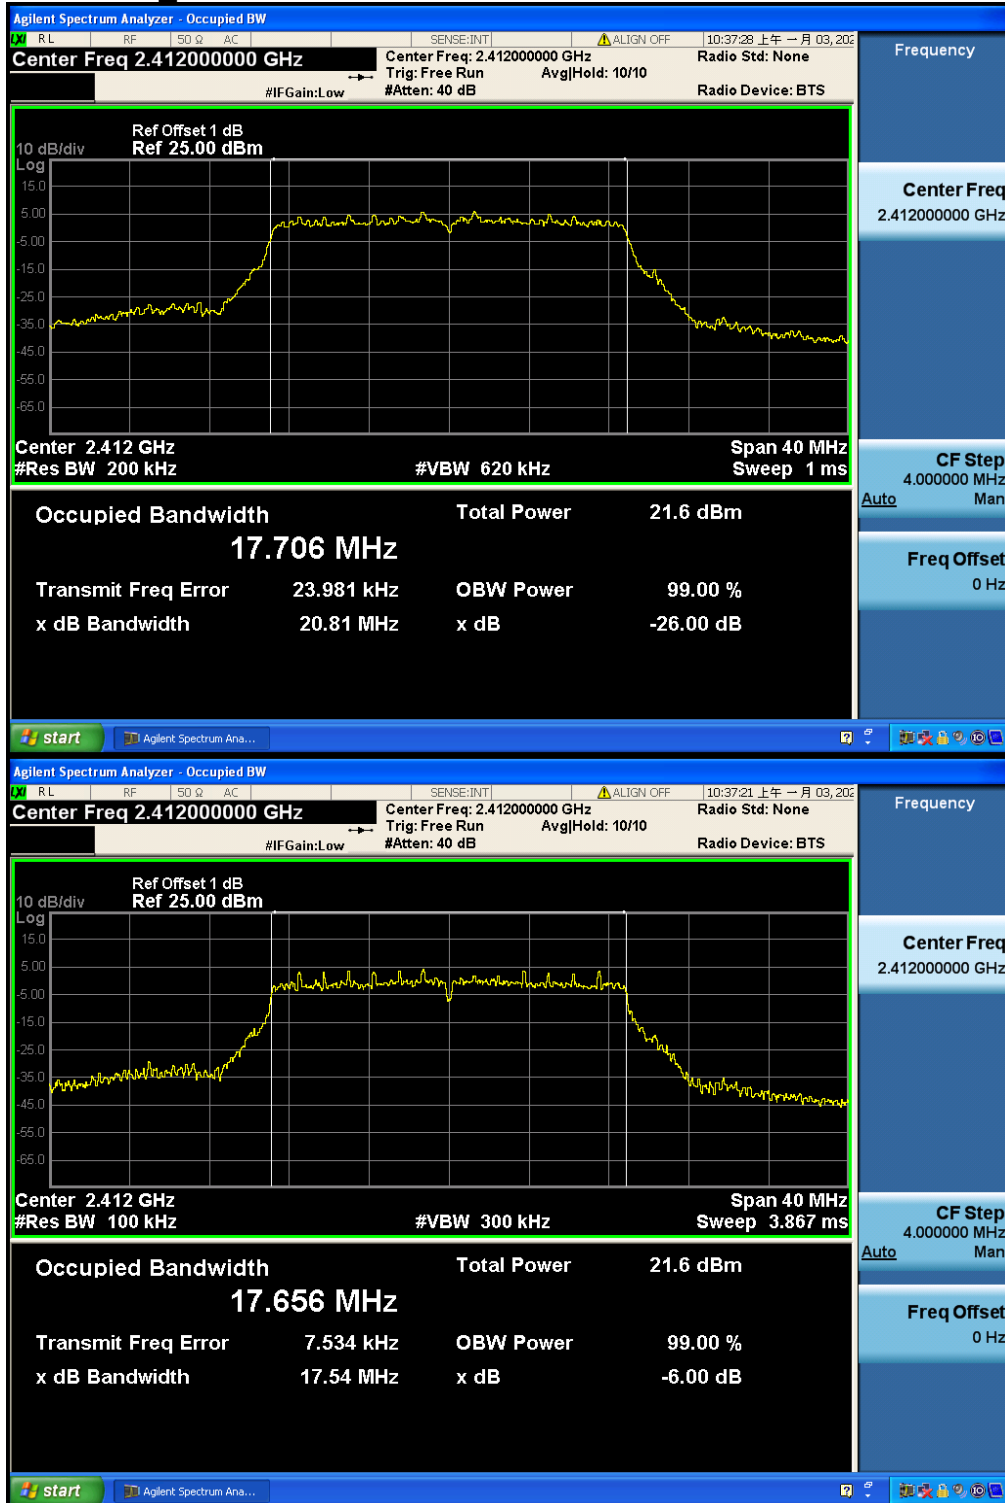 Agilent Spectrum Analyzer - Occupied BW
LXI RL RF 50 Ω AC SENSE:INT ALIGN OFF 10:37:28 上午 一月 03, 202
Center Freq 2.412000000 GHz
Center Freq: 2.412000000 GHz
Radio Std: None
Trig: Free Run Avg|Hold: 10/10
#IFGain:Low #Atten: 40 dB
Radio Device: BTS
Frequency
Ref Offset 1 dB
10 dB/div Ref 25.00 dBm
Log
15.0
5.00
-5.00
-15.0
-25.0
-35.0
-45.0
-55.0
-65.0
Center Freq
2.412000000 GHz
Center 2.412 GHz Span 40 MHz
#Res BW 200 kHz #VBW 620 kHz Sweep 1 ms
CF Step
4.000000 MHz
Auto Man
Occupied Bandwidth Total Power 21.6 dBm
17.706 MHz
Transmit Freq Error 23.981 kHz OBW Power 99.00 %
x dB Bandwidth 20.81 MHz x dB -26.00 dB
Freq Offset
0 Hz
start Agilent Spectrum Ana...
Agilent Spectrum Analyzer - Occupied BW
LXI RL RF 50 Ω AC SENSE:INT ALIGN OFF 10:37:21 上午 一月 03, 202
Center Freq 2.412000000 GHz
Center Freq: 2.412000000 GHz
Radio Std: None
Trig: Free Run Avg|Hold: 10/10
#IFGain:Low #Atten: 40 dB
Radio Device: BTS
Frequency
Ref Offset 1 dB
10 dB/div Ref 25.00 dBm
Log
15.0
5.00
-5.00
-15.0
-25.0
-35.0
-45.0
-55.0
-65.0
Center Freq
2.412000000 GHz
Center 2.412 GHz Span 40 MHz
#Res BW 100 kHz #VBW 300 kHz Sweep 3.867 ms
CF Step
4.000000 MHz
Auto Man
Occupied Bandwidth Total Power 21.6 dBm
17.656 MHz
Transmit Freq Error 7.534 kHz OBW Power 99.00 %
x dB Bandwidth 17.54 MHz x dB -6.00 dB
Freq Offset
0 Hz
start Agilent Spectrum Ana...